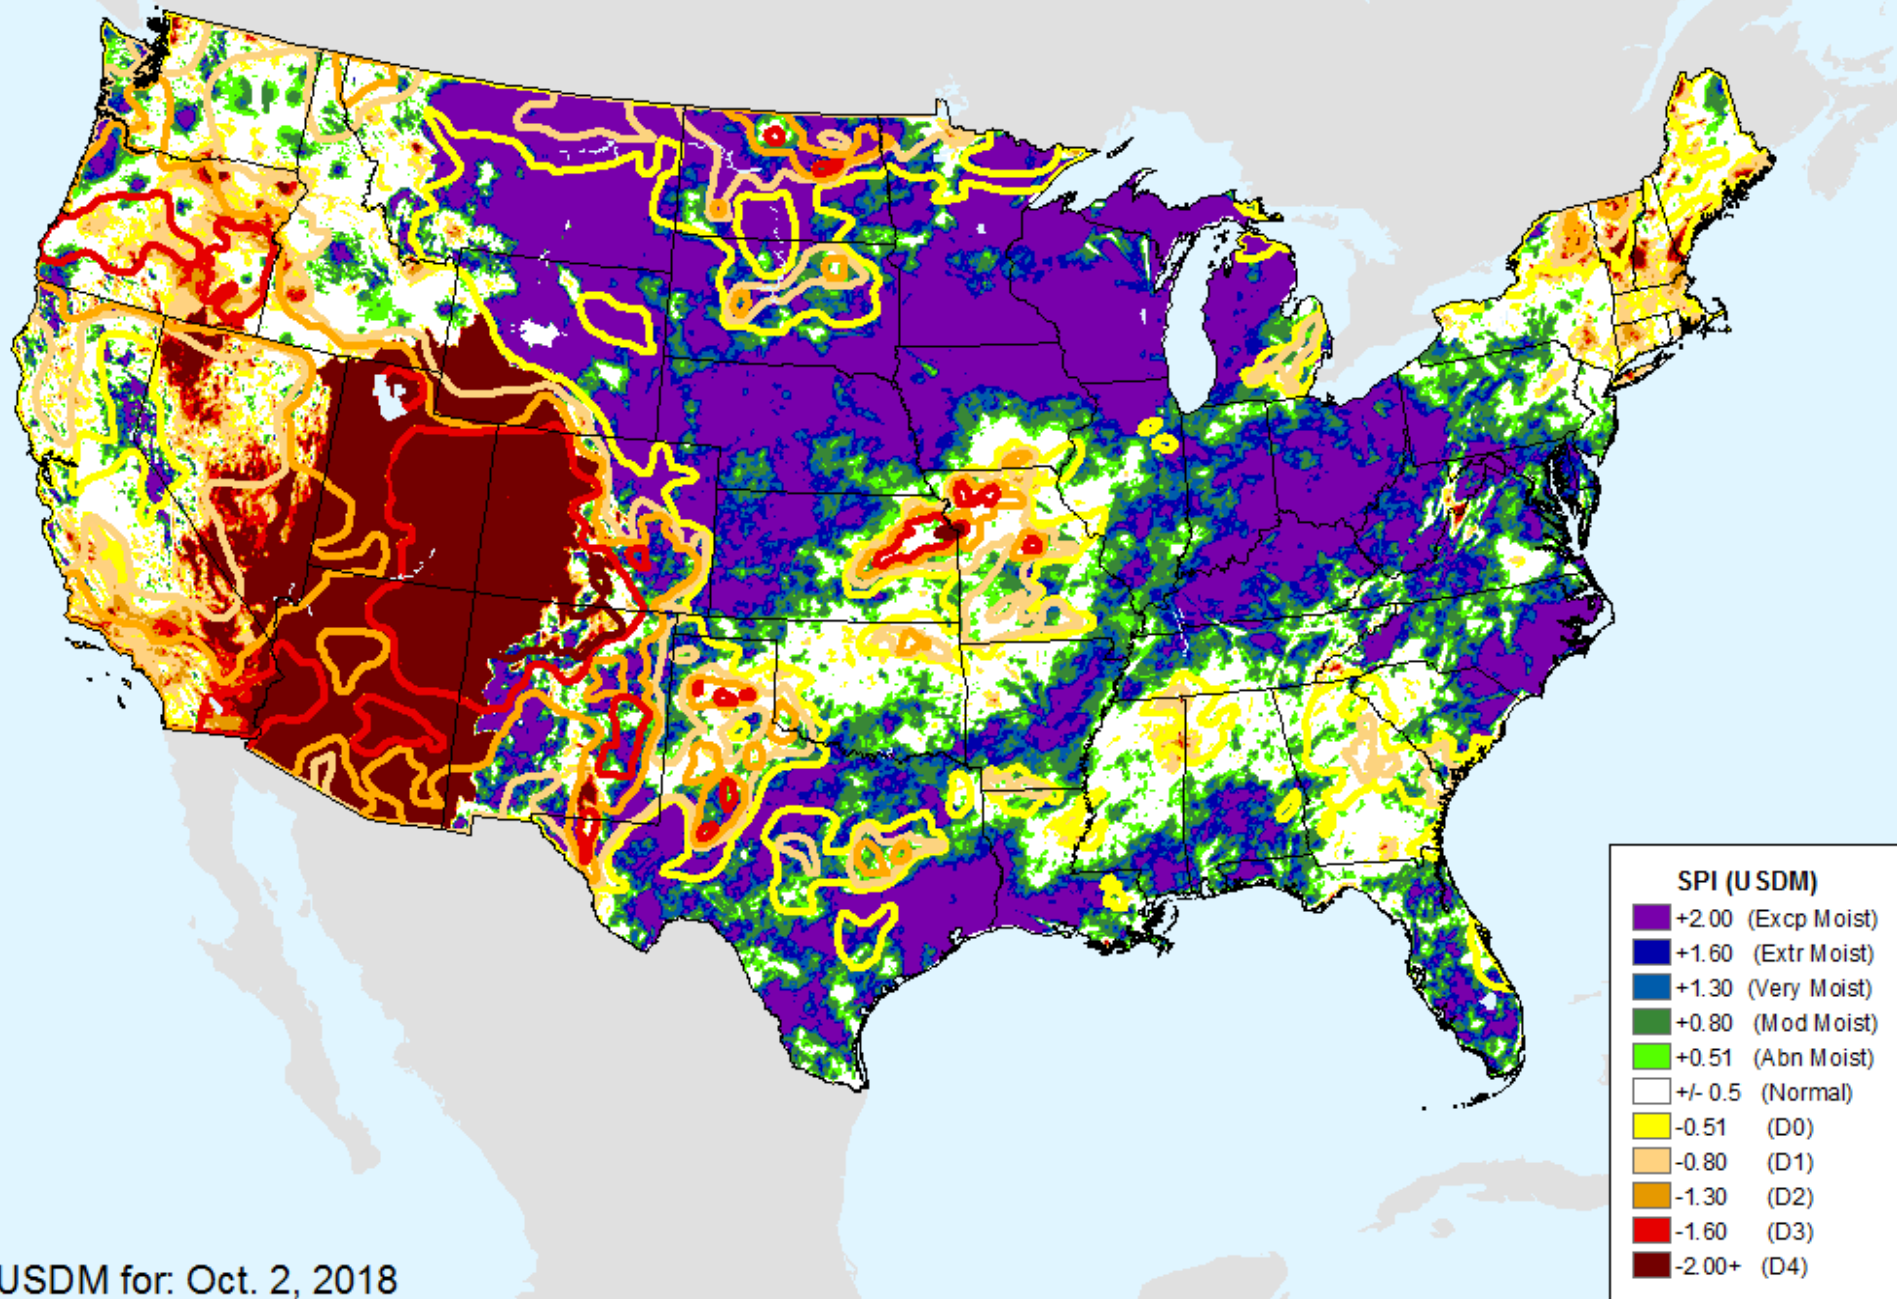 SPI (USDM)
+2.00 (Excp Moist)
+1.60 (Extr Moist)
+1.30 (Very Moist)
+0.80 (Mod Moist)
+0.51 (Abn Moist)
+/- 0.5 (Normal)
-0.51 (D0)
-0.80 (D1)
-1.30 (D2)
-1.60 (D3)
-2.00+ (D4)
USDM for: Oct. 2, 2018